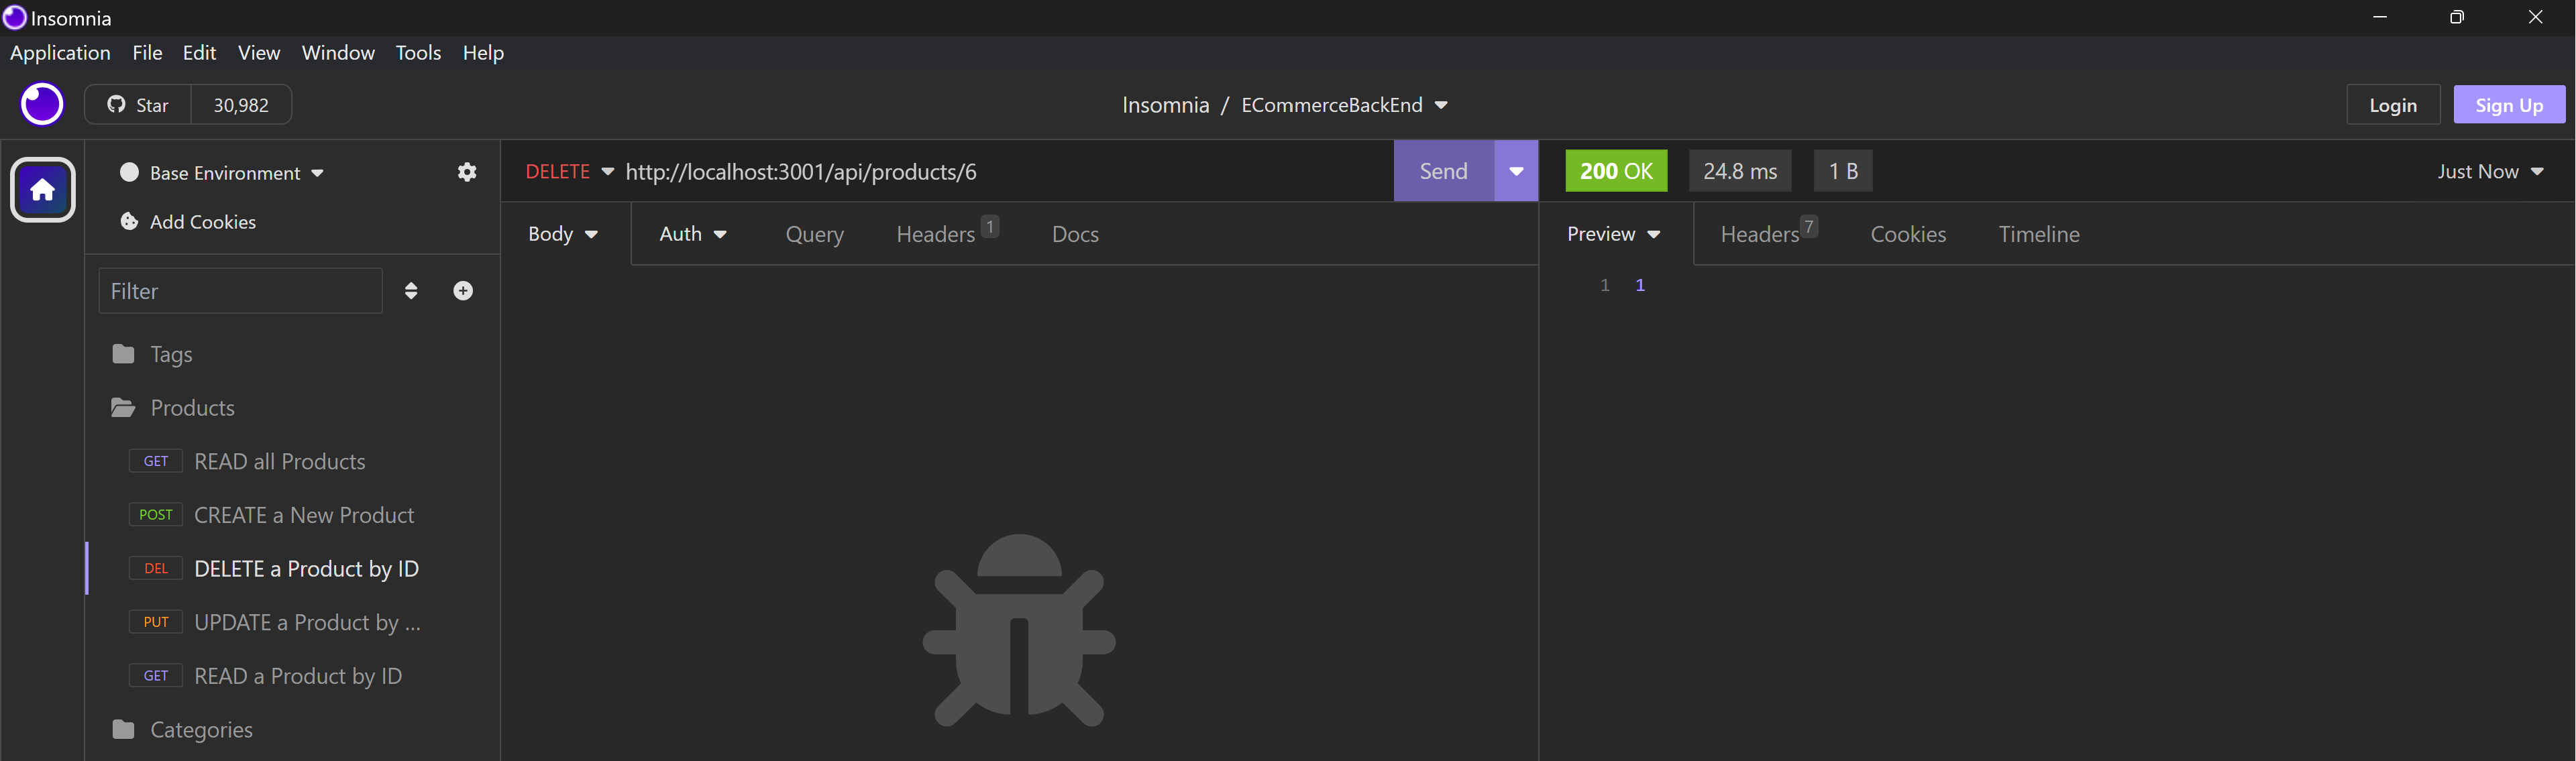 Insomnia
Application File Edit View Window Tools Help
Star 30,982 Insomnia / ECommerceBackEnd Login Sign Up
Base Environment
Add Cookies
Filter
Tags
Products
GET READ all Products
POST CREATE a New Product
DEL DELETE a Product by ID
PUT UPDATE a Product by ...
GET READ a Product by ID
Categories
DELETE http://localhost:3001/api/products/6 Send
Body Auth Query Headers 1 Docs
200 OK 24.8 ms 1 B Just Now
Preview Headers 7 Cookies Timeline
1 1